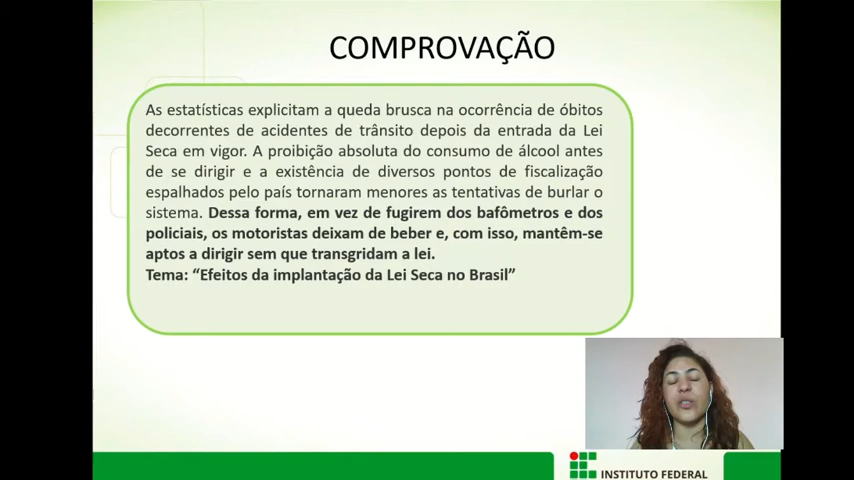 COMPROVAÇÃO
As estatísticas explicitam a queda brusca na ocorrência de óbitos
decorrentes de acidentes de trânsito depois da entrada da Lei
Seca em vigor. A proibição absoluta do consumo de álcool antes
de se dirigir e a existência de diversos pontos de fiscalização
espalhados pelo país tornaram menores as tentativas de burlar o
sistema. Dessa forma, em vez de fugirem dos bafômetros e dos
policiais, os motoristas deixam de beber e, com isso, mantêm-se
aptos a dirigir sem que transgridam a lei.
Tema: “Efeitos da implantação da Lei Seca no Brasil”
INSTITUTO FEDERAL